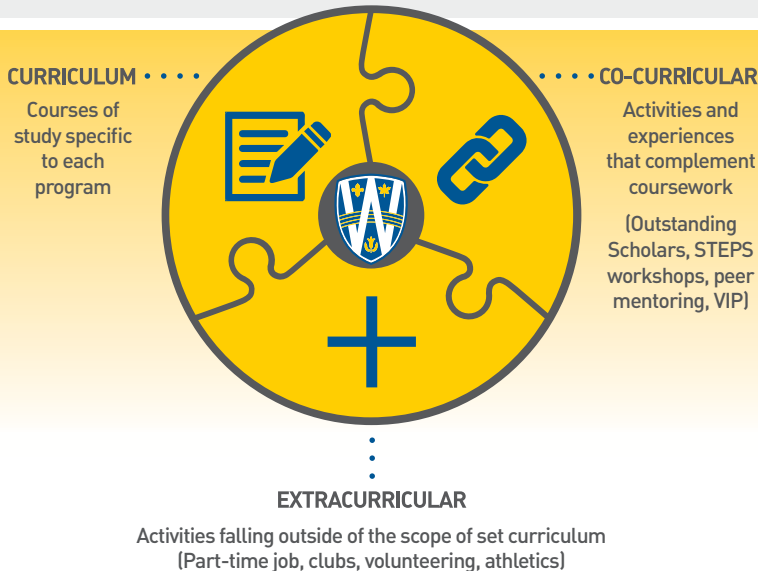 CURRICULUM
Courses of
study specific
to each
program
CO-CURRICULAR
Activities and
experiences
that complement
coursework
(Outstanding
Scholars, STEPS
workshops, peer
mentoring, VIP)
W
EXTRACURRICULAR
Activities falling outside of the scope of set curriculum
(Part-time job, clubs, volunteering, athletics)